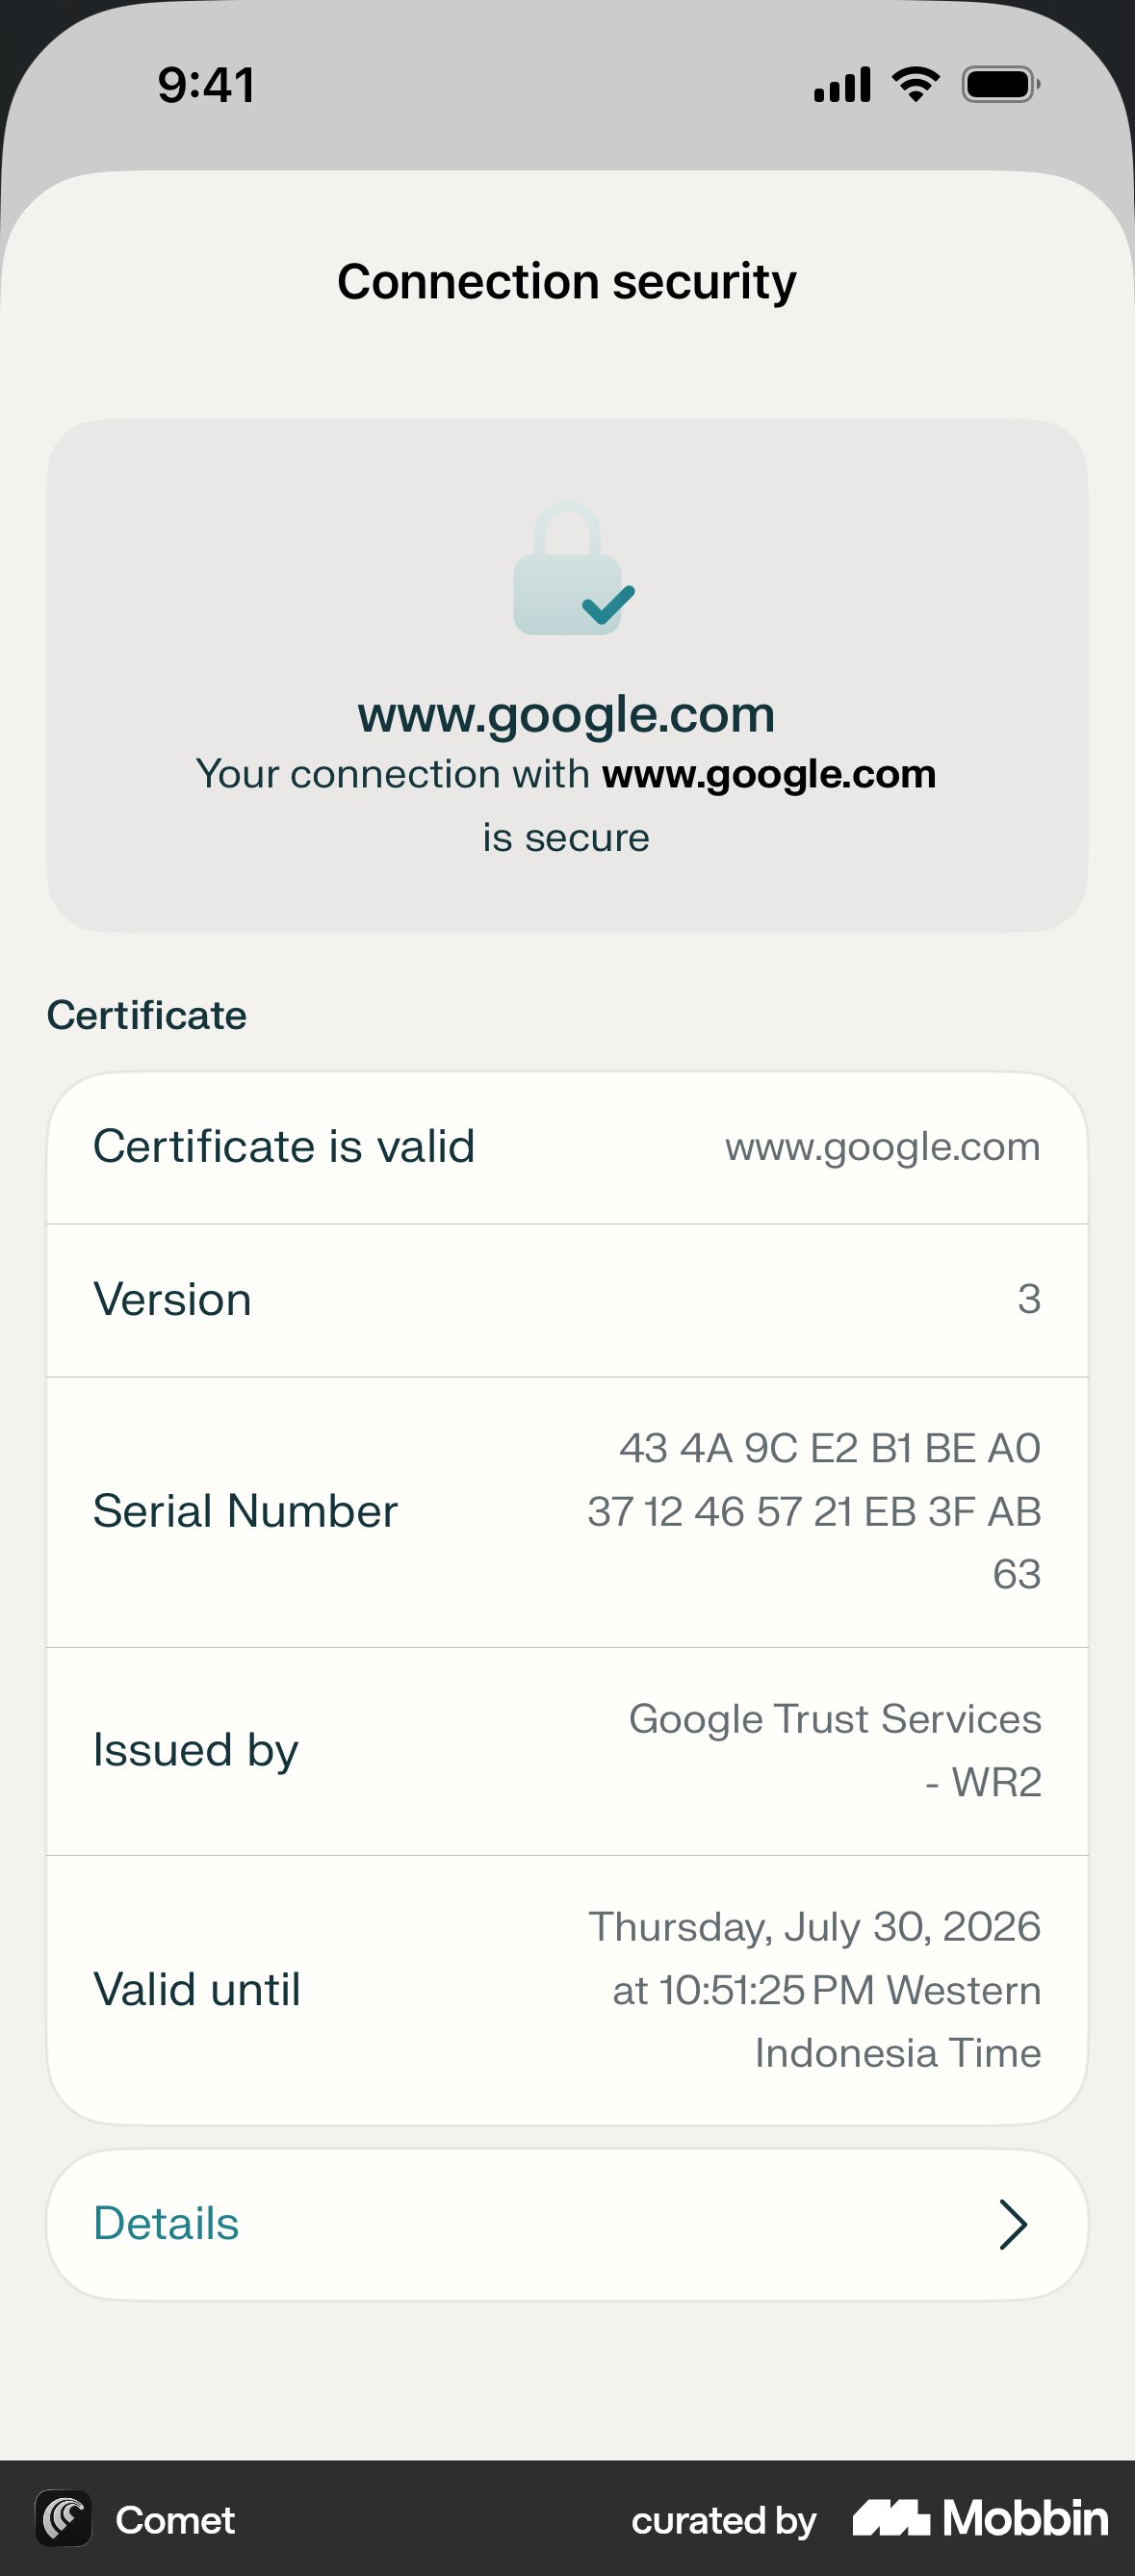 9:41
Connection security
www.google.com
Your connection with www.google.com
is secure
Certificate
Certificate is valid
www.google.com
Version
3
Serial Number
43 4A 9C E2 B1 BE A0
37 12 46 57 21 EB 3F AB
63
Issued by
Google Trust Services
- WR2
Valid until
Thursday, July 30, 2026
at 10:51:25 PM Western
Indonesia Time
Details
Comet
curated by Mobbin